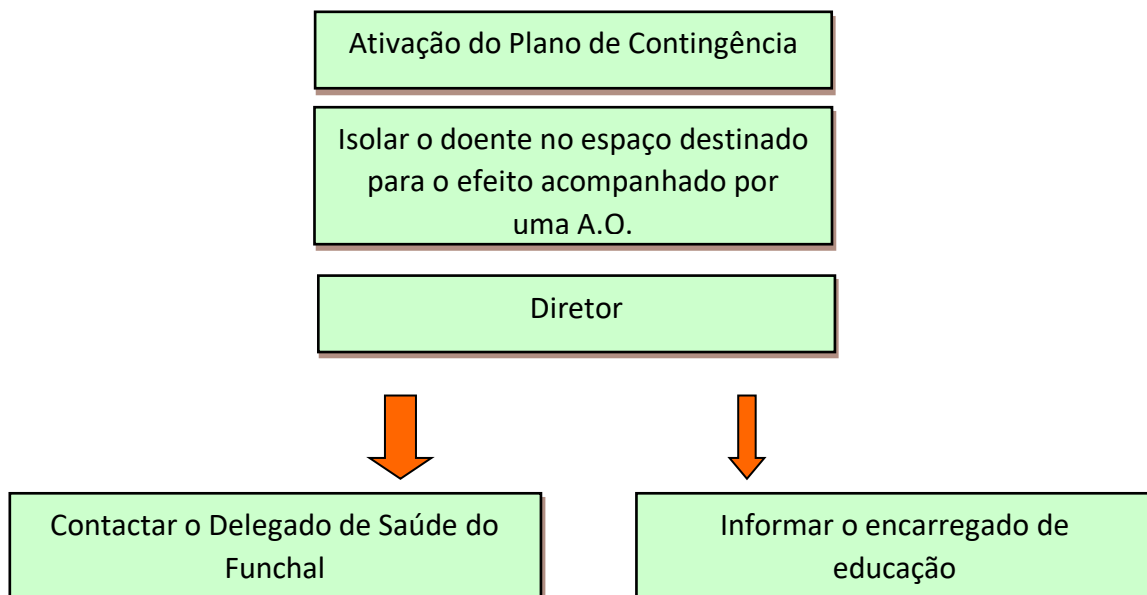 Ativação do Plano de Contingência
Isolar o doente no espaço destinado
para o efeito acompanhado por
uma A.O.
Diretor
Contactar o Delegado de Saúde do
Funchal
Informar o encarregado de
educação